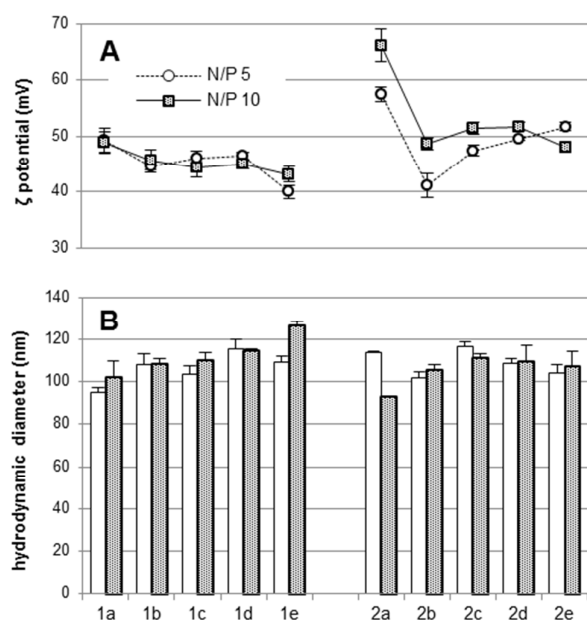 70
60
50
40
30
ζ potential (mV)
A
N/P 5
N/P 10
140
120
100
80
60
40
20
0
hydrodynamic diameter (nm)
B
1a 1b 1c 1d 1e 2a 2b 2c 2d 2e